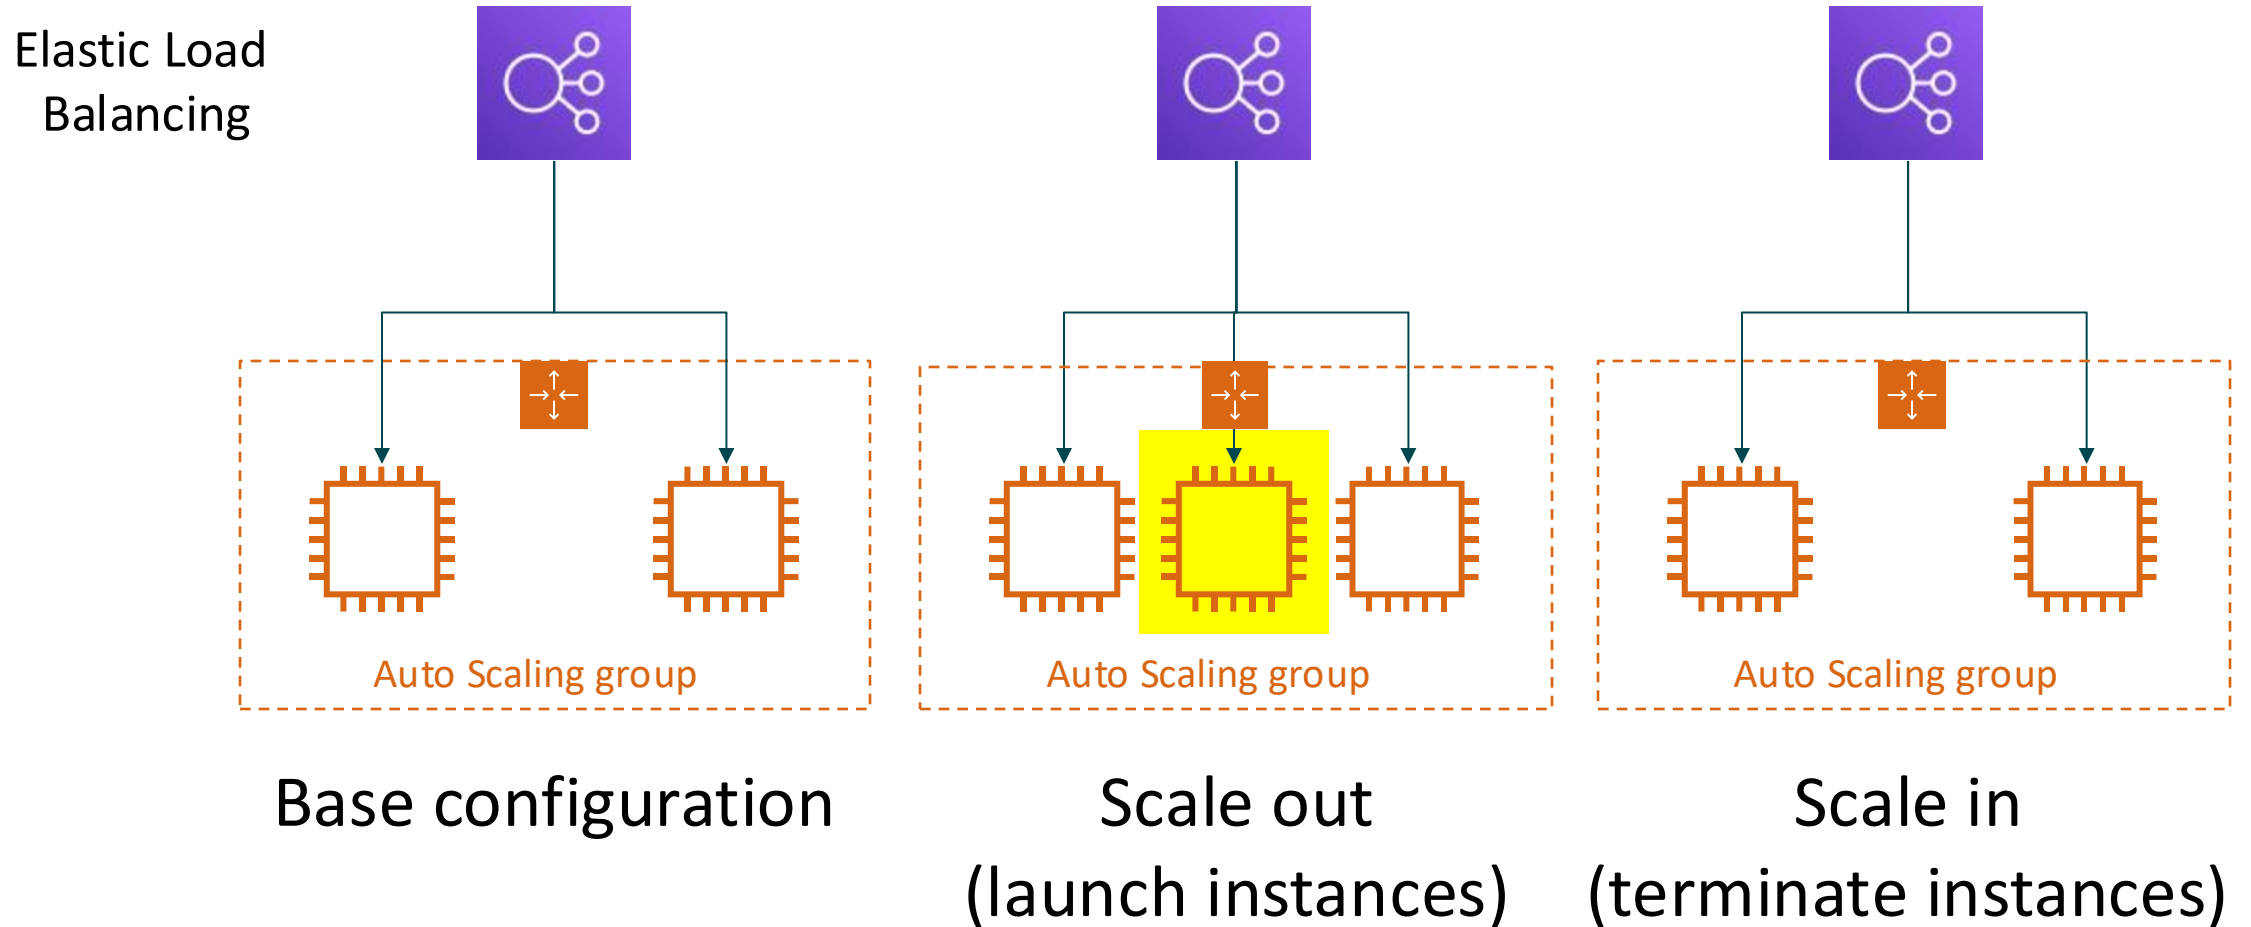 Elastic Load
Balancing
Auto Scaling group
Auto Scaling group
Auto Scaling group
Base configuration
Scale out
(launch instances)
Scale in
(terminate instances)